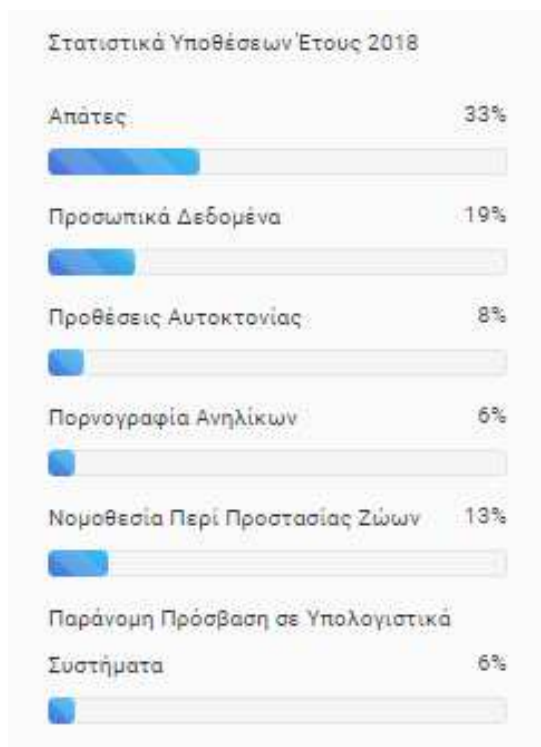 Στατιστικά Υποθέσεων Έτους 2018
Απάτες 33%
Προσωπικά Δεδομένα 19%
Προθέσεις Αυτοκτονίας 8%
Πορνογραφία Ανηλίκων 6%
Νομοθεσία Περί Προστασίας Ζώων 13%
Παράνομη Πρόσβαση σε Υπολογιστικά
Συστήματα 6%